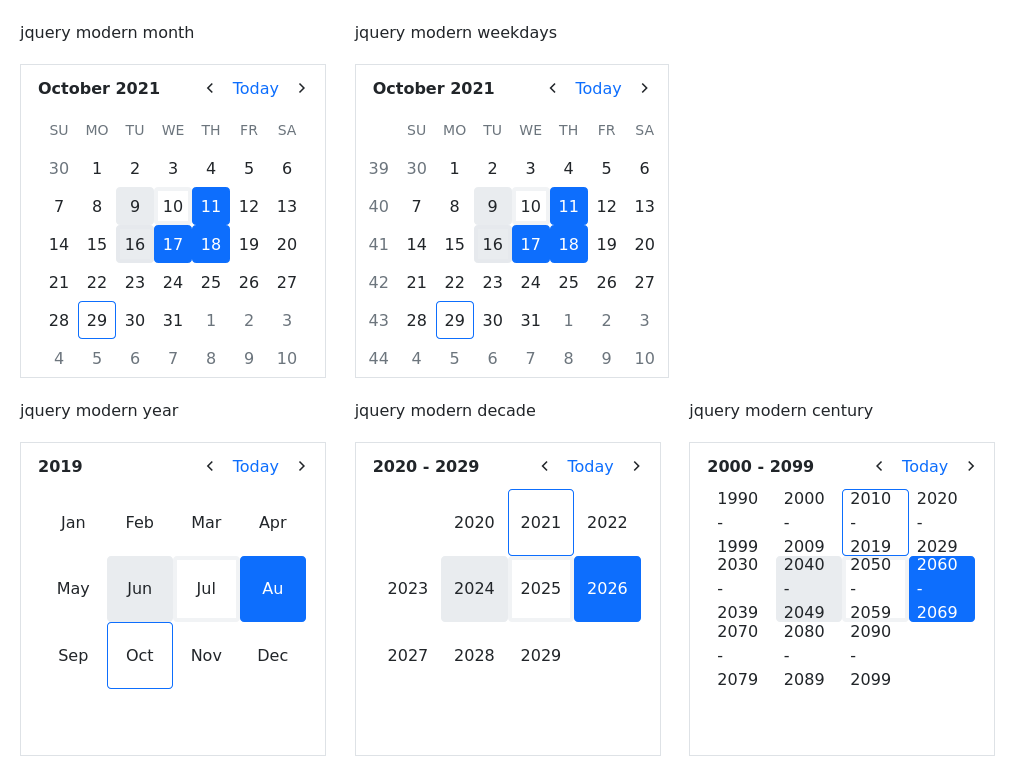 jquery modern month
jquery modern weekdays
October 2021 Today
SU MO TU WE TH FR SA
30 1 2 3 4 5 6
7 8 9 10 11 12 13
14 15 16 17 18 19 20
21 22 23 24 25 26 27
28 29 30 31 1 2 3
4 5 6 7 8 9 10
October 2021 Today
SU MO TU WE TH FR SA
39 30 1 2 3 4 5 6
40 7 8 9 10 11 12 13
41 14 15 16 17 18 19 20
42 21 22 23 24 25 26 27
43 28 29 30 31 1 2 3
44 4 5 6 7 8 9 10
jquery modern year
jquery modern decade
jquery modern century
2019 Today
Jan Feb Mar Apr
May Jun Jul Au
Sep Oct Nov Dec
2020 - 2029 Today
2020 2021 2022
2023 2024 2025 2026
2027 2028 2029
2000 - 2099 Today
1990 2000 2010 2020
- - - -
1999 2009 2019 2029
2030 2040 2050 2060
- - - -
2039 2049 2059 2069
2070 2080 2090
- - -
2079 2089 2099